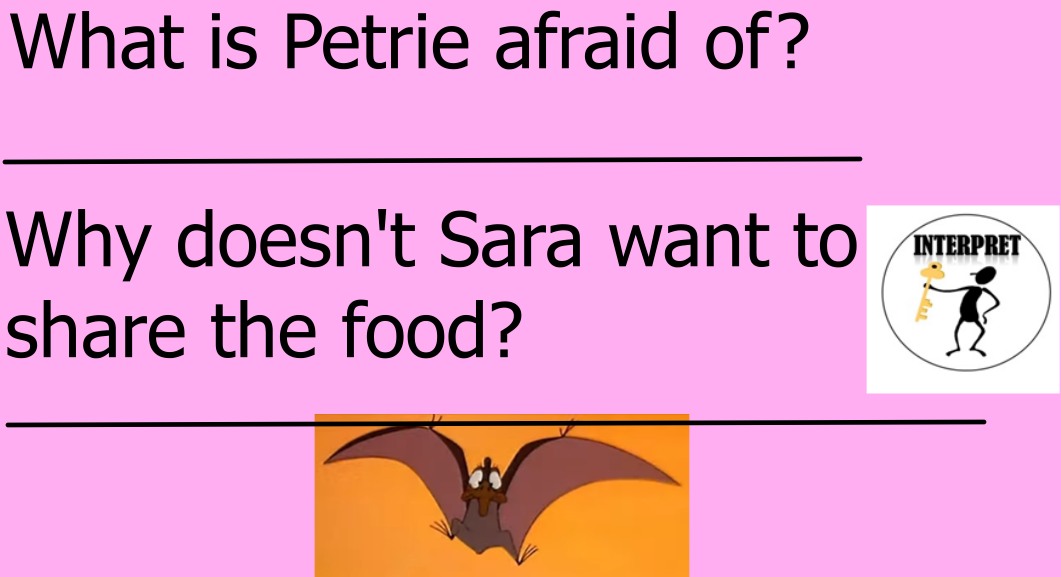 What is Petrie afraid of?
Why doesn't Sara want to
share the food?
INTERPRET